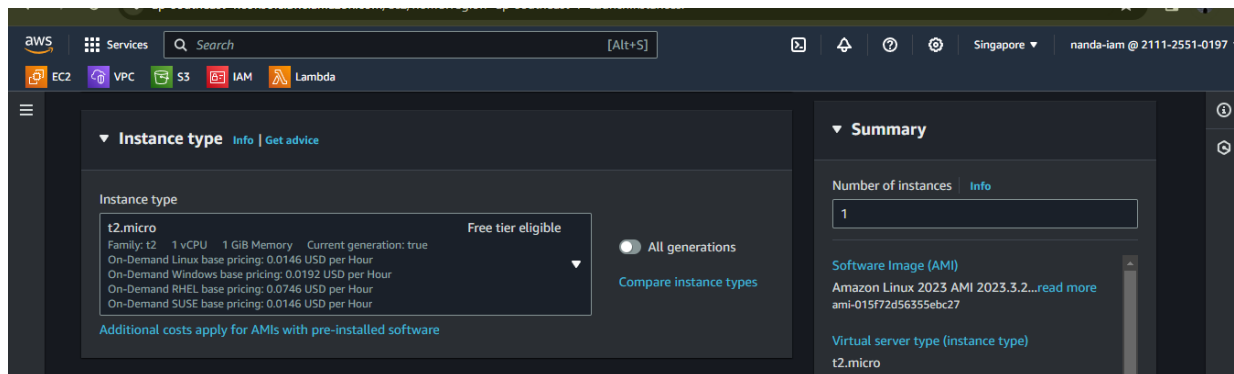 aws Services Search [Alt+S] Singapore ▼ nanda-iam @ 2111-2551-0197
EC2 VPC S3 IAM Lambda
▼ Instance type Info | Get advice
Instance type
t2.micro Free tier eligible
Family: t2 1 vCPU 1 GiB Memory Current generation: true
On-Demand Linux base pricing: 0.0146 USD per Hour
On-Demand Windows base pricing: 0.0192 USD per Hour
On-Demand RHEL base pricing: 0.0746 USD per Hour
On-Demand SUSE base pricing: 0.0146 USD per Hour
All generations
Compare instance types
Additional costs apply for AMIs with pre-installed software
▼ Summary
Number of instances Info
1
Software Image (AMI)
Amazon Linux 2023 AMI 2023.3.2...read more
ami-015f72d56355ebc27
Virtual server type (instance type)
t2.micro